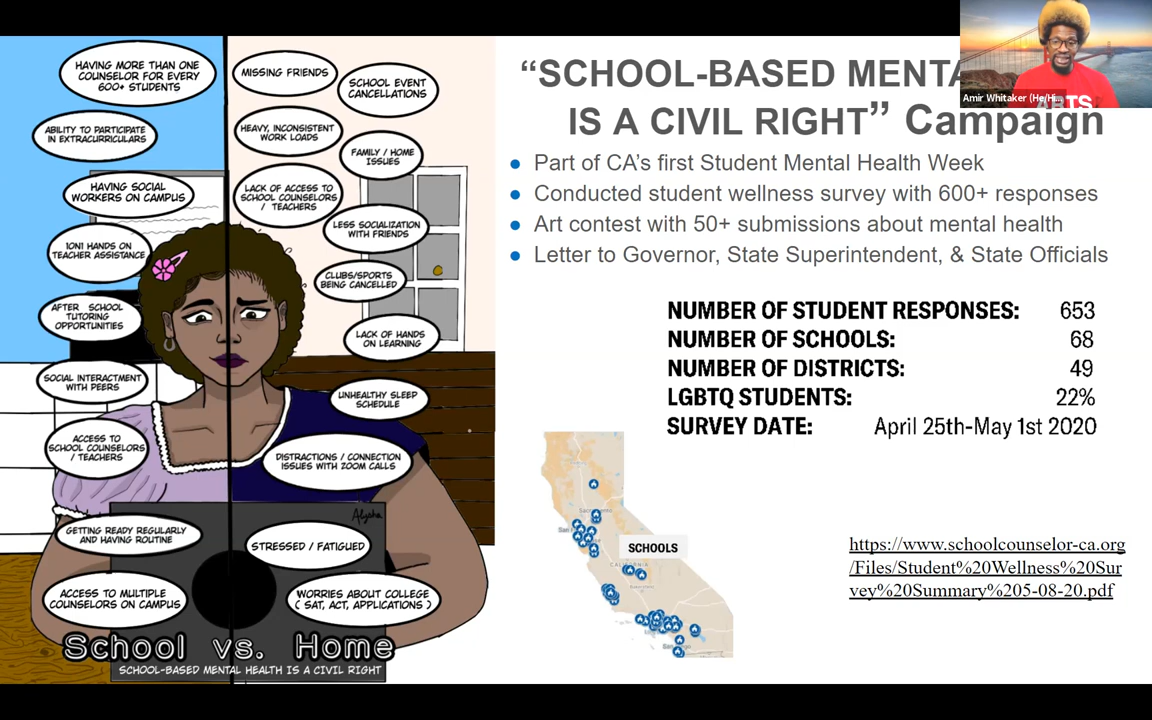 HAVING MORE THAN ONE
COUNSELOR FOR EVERY
600+ STUDENTS
ABILITY TO PARTICIPATE
IN EXTRACURRICULARS
HAVING SOCIAL
WORKERS ON CAMPUS
1ON1 HANDS ON
TEACHER ASSISTANCE
AFTER SCHOOL
TUTORING
OPPORTUNITIES
SOCIAL INTERACTMENT
WITH PEERS
ACCESS TO
SCHOOL COUNSELORS
/ TEACHERS
GETTING READY REGULARLY
AND HAVING ROUTINE
ACCESS TO MULTIPLE
COUNSELORS ON CAMPUS
MISSING FRIENDS
SCHOOL EVENT
CANCELLATIONS
HEAVY, INCONSISTENT
WORK LOADS
FAMILY / HOME
ISSUES
LACK OF ACCESS TO
SCHOOL COUNSELORS
/ TEACHERS
LESS SOCIALIZATION
WITH FRIENDS
CLUBS/SPORTS
BEING CANCELLED
LACK OF HANDS
ON LEARNING
UNHEALTHY SLEEP
SCHEDULE
DISTRACTIONS / CONNECTION
ISSUES WITH ZOOM CALLS
Alysha
STRESSED / FATIGUED
WORRIES ABOUT COLLEGE
( SAT, ACT, APPLICATIONS )
School vs. Home
SCHOOL-BASED MENTAL HEALTH IS A CIVIL RIGHT
“SCHOOL-BASED MENTA
IS A CIVIL RIGHT” Campaign
Amir Whitaker (He/Hi...
ARTS
● Part of CA’s first Student Mental Health Week
● Conducted student wellness survey with 600+ responses
● Art contest with 50+ submissions about mental health
● Letter to Governor, State Superintendent, & State Officials
NUMBER OF STUDENT RESPONSES: 653
NUMBER OF SCHOOLS: 68
NUMBER OF DISTRICTS: 49
LGBTQ STUDENTS: 22%
SURVEY DATE: April 25th-May 1st 2020
SCHOOLS
CALIFORNIA
https://www.schoolcounselor-ca.org
/Files/Student%20Wellness%20Sur
vey%20Summary%205-08-20.pdf